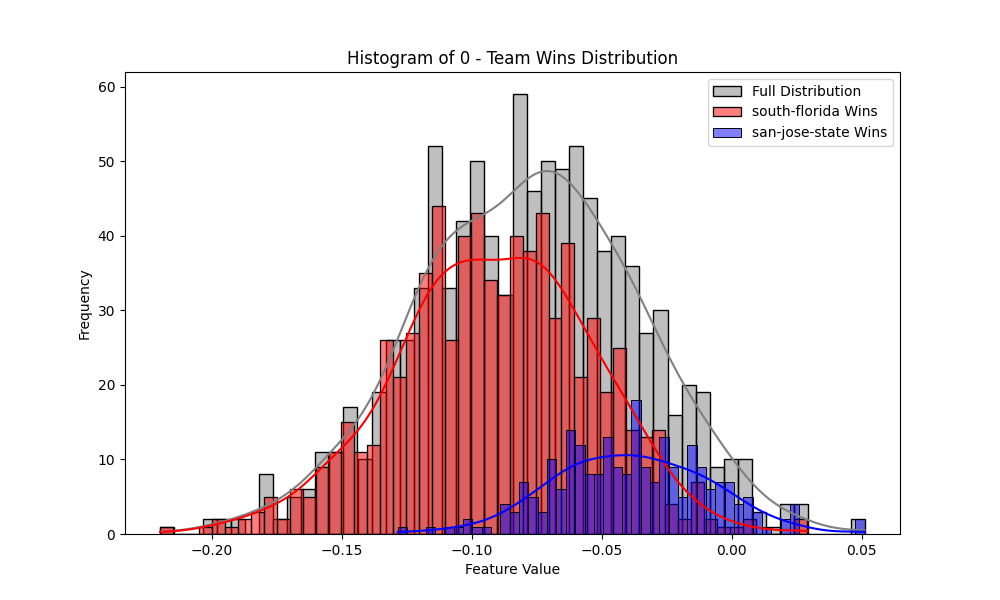 Histogram of 0 - Team Wins Distribution
Full Distribution
south-florida Wins
san-jose-state Wins
Frequency
60
50
40
30
20
10
0
−0.20
−0.15
−0.10
−0.05
0.00
0.05
Feature Value